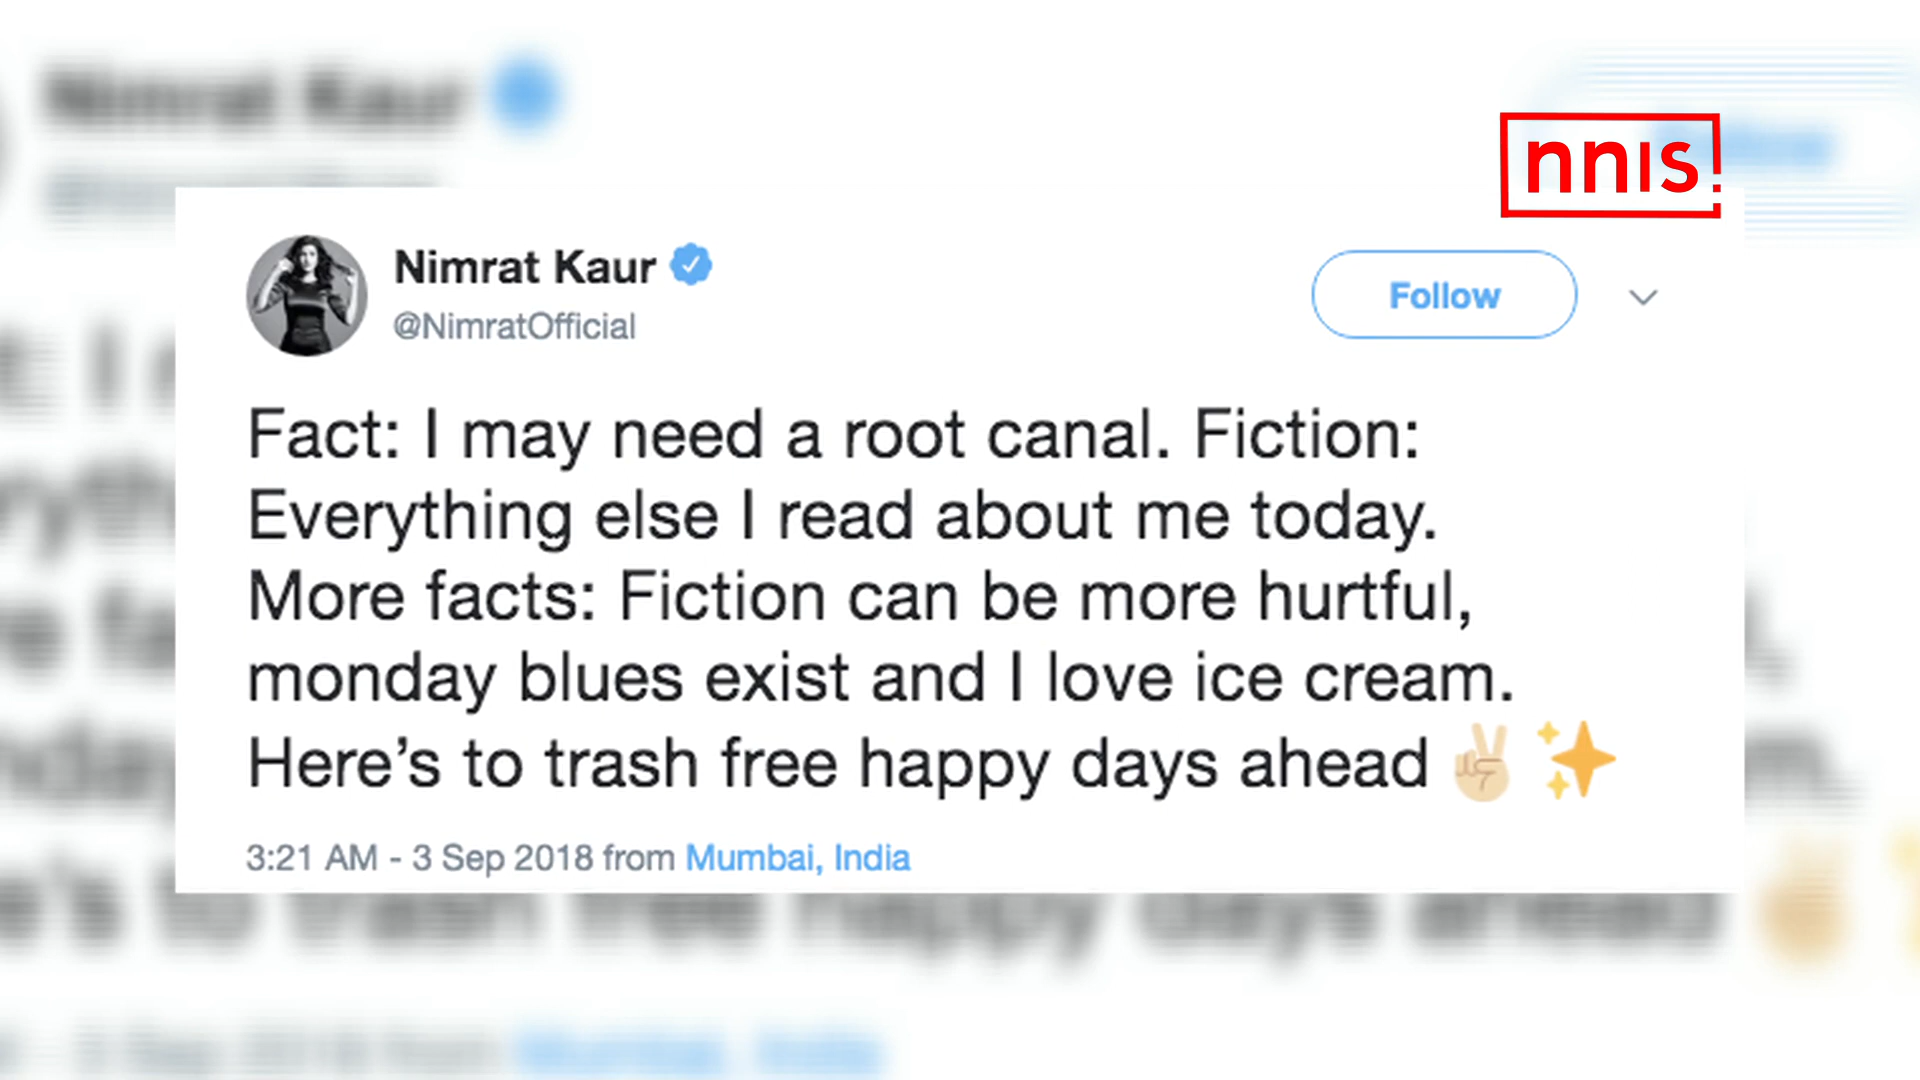 nnis
Nimrat Kaur
@NimratOfficial
Follow
Fact: I may need a root canal. Fiction:
Everything else I read about me today.
More facts: Fiction can be more hurtful,
monday blues exist and I love ice cream.
Here’s to trash free happy days ahead ✌🏼 ✨
3:21 AM - 3 Sep 2018 from Mumbai, India